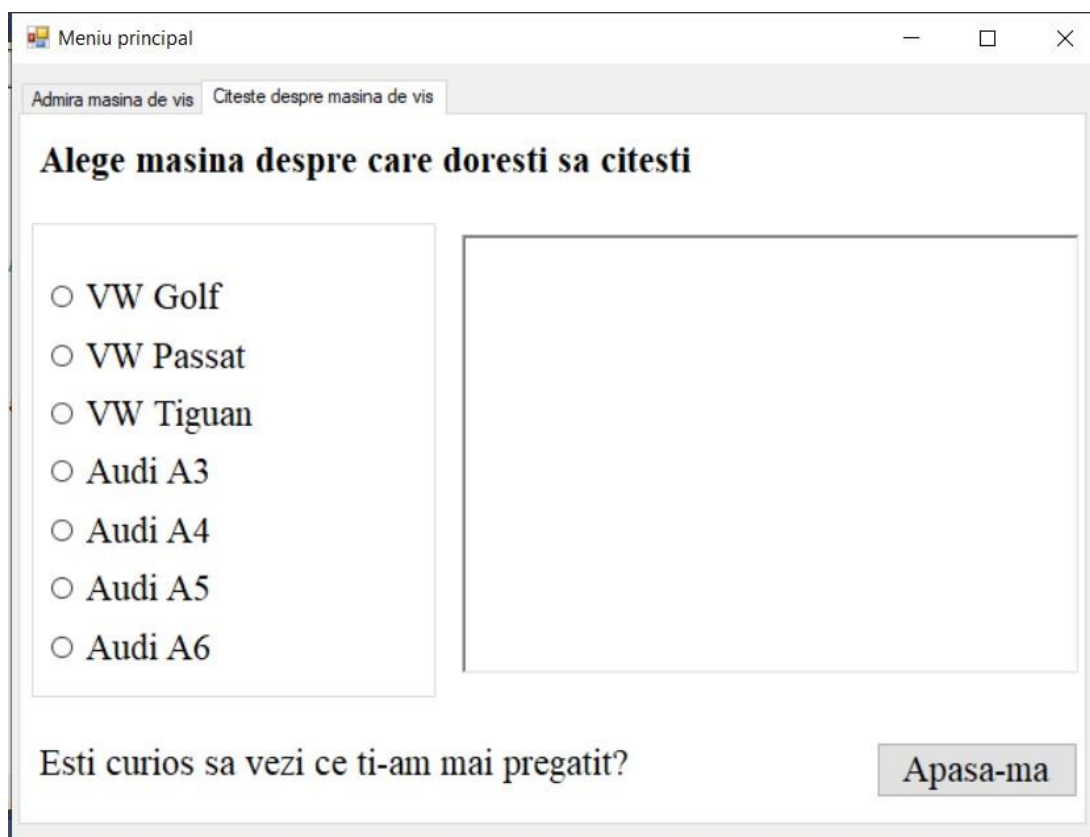 Meniu principal
Admira masina de vis
Citeste despre masina de vis
Alege masina despre care doresti sa citesti
VW Golf
VW Passat
VW Tiguan
Audi A3
Audi A4
Audi A5
Audi A6
Esti curios sa vezi ce ti-am mai pregatit?
Apasa-ma